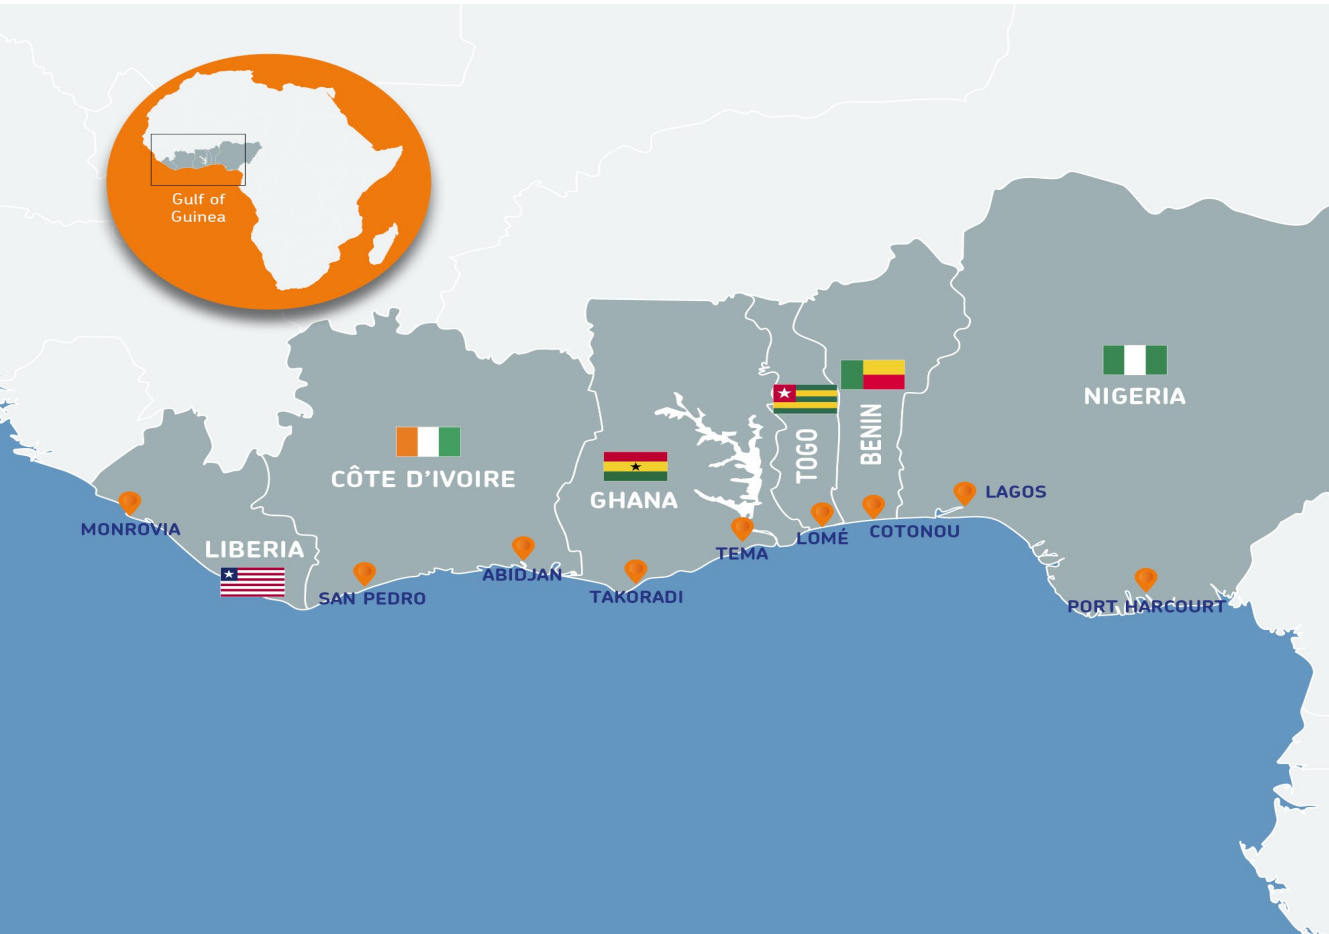 Gulf of
Guinea
NIGERIA
BENIN
TOGO
CÔTE D'IVOIRE
GHANA
LAGOS
MONROVIA
COTONOU
LOMÉ
LIBERIA
TEMA
ABIDJAN
SAN PEDRO
TAKORADI
PORT HARCOURT